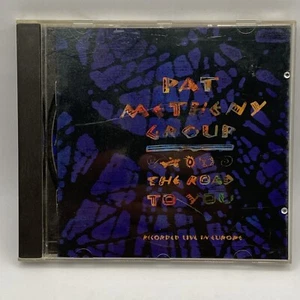 PAT
METHENY
GROUP
THE ROAD
TO YOU
RECORDED LIVE IN EUROPE